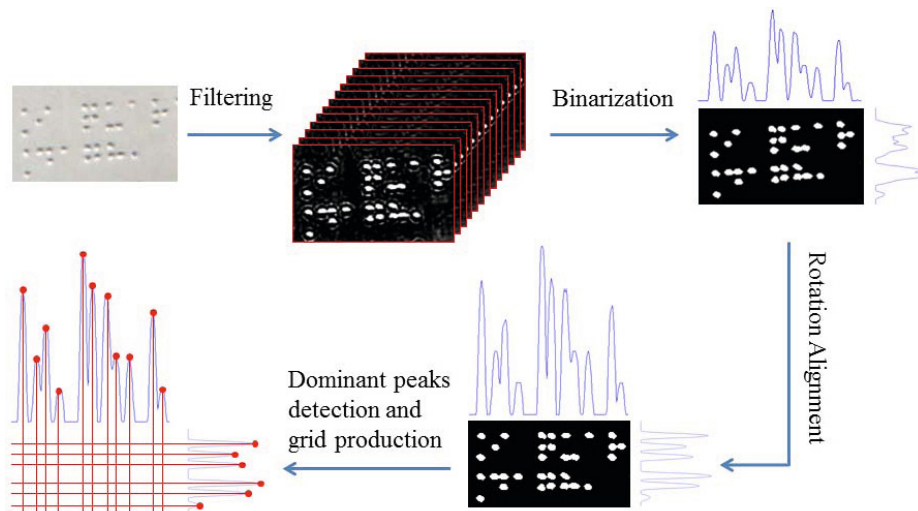 Filtering
Binarization
Rotation Alignment
Dominant peaks
detection and
grid production